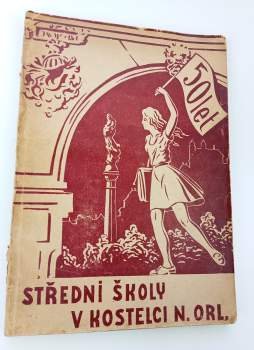 50 let
STŘEDNÍ ŠKOLY
V KOSTELCI N. ORL.